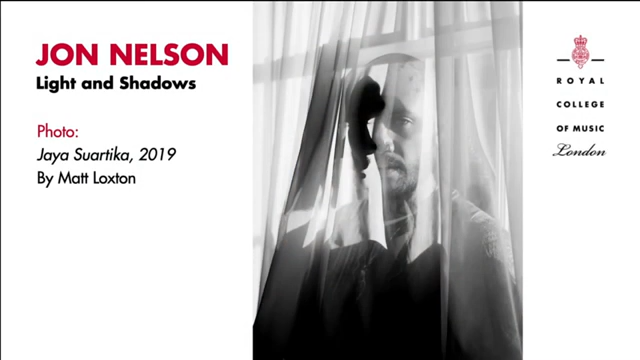 JON NELSON
Light and Shadows
Photo:
Jaya Suartika, 2019
By Matt Loxton
ROYAL
COLLEGE
OF MUSIC
London